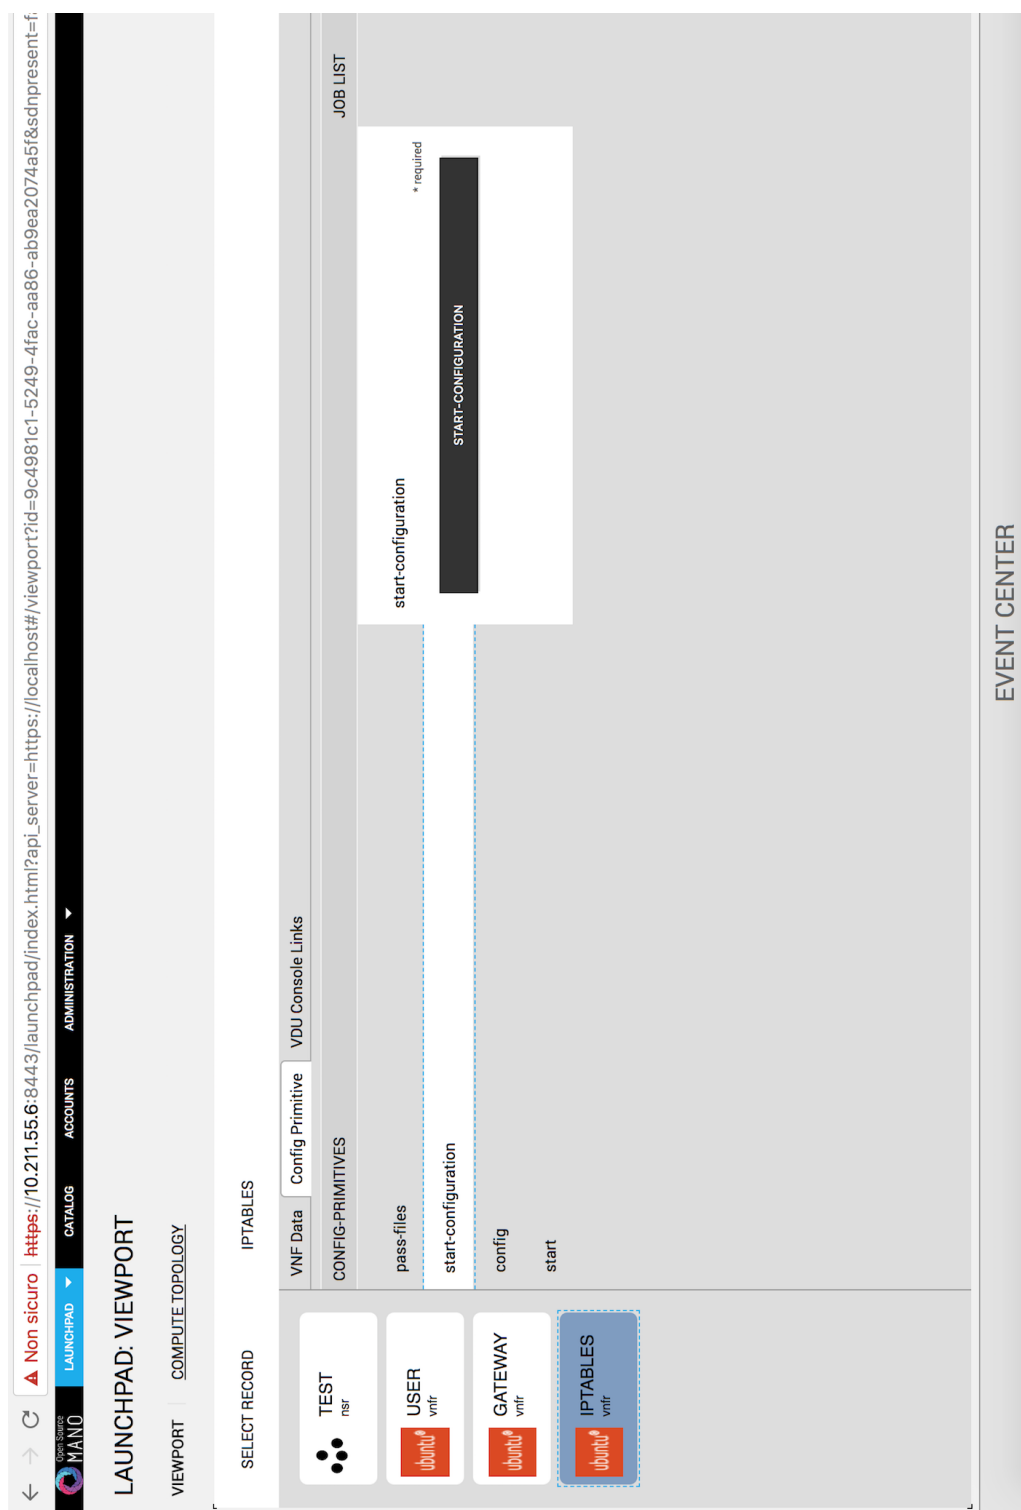 Non sicuro https://10.211.55.6:8443/launchpad/index.html?api_server=https://localhost#/viewport?id=9c4981c1-5249-4fac-aa86-ab9ea2074a5f&sdnpresent=f
Open Source
MANO
LAUNCHPAD CATALOG ACCOUNTS ADMINISTRATION
LAUNCHPAD: VIEWPORT
VIEWPORT COMPUTE TOPOLOGY
SELECT RECORD
TEST
nsr
ubuntu®
USER
vnfr
ubuntu®
GATEWAY
vnfr
ubuntu®
IPTABLES
vnfr
IPTABLES
VNF Data Config Primitive VDU Console Links
CONFIG-PRIMITIVES JOB LIST
pass-files
start-configuration
config
start
* required
start-configuration
START-CONFIGURATION
EVENT CENTER